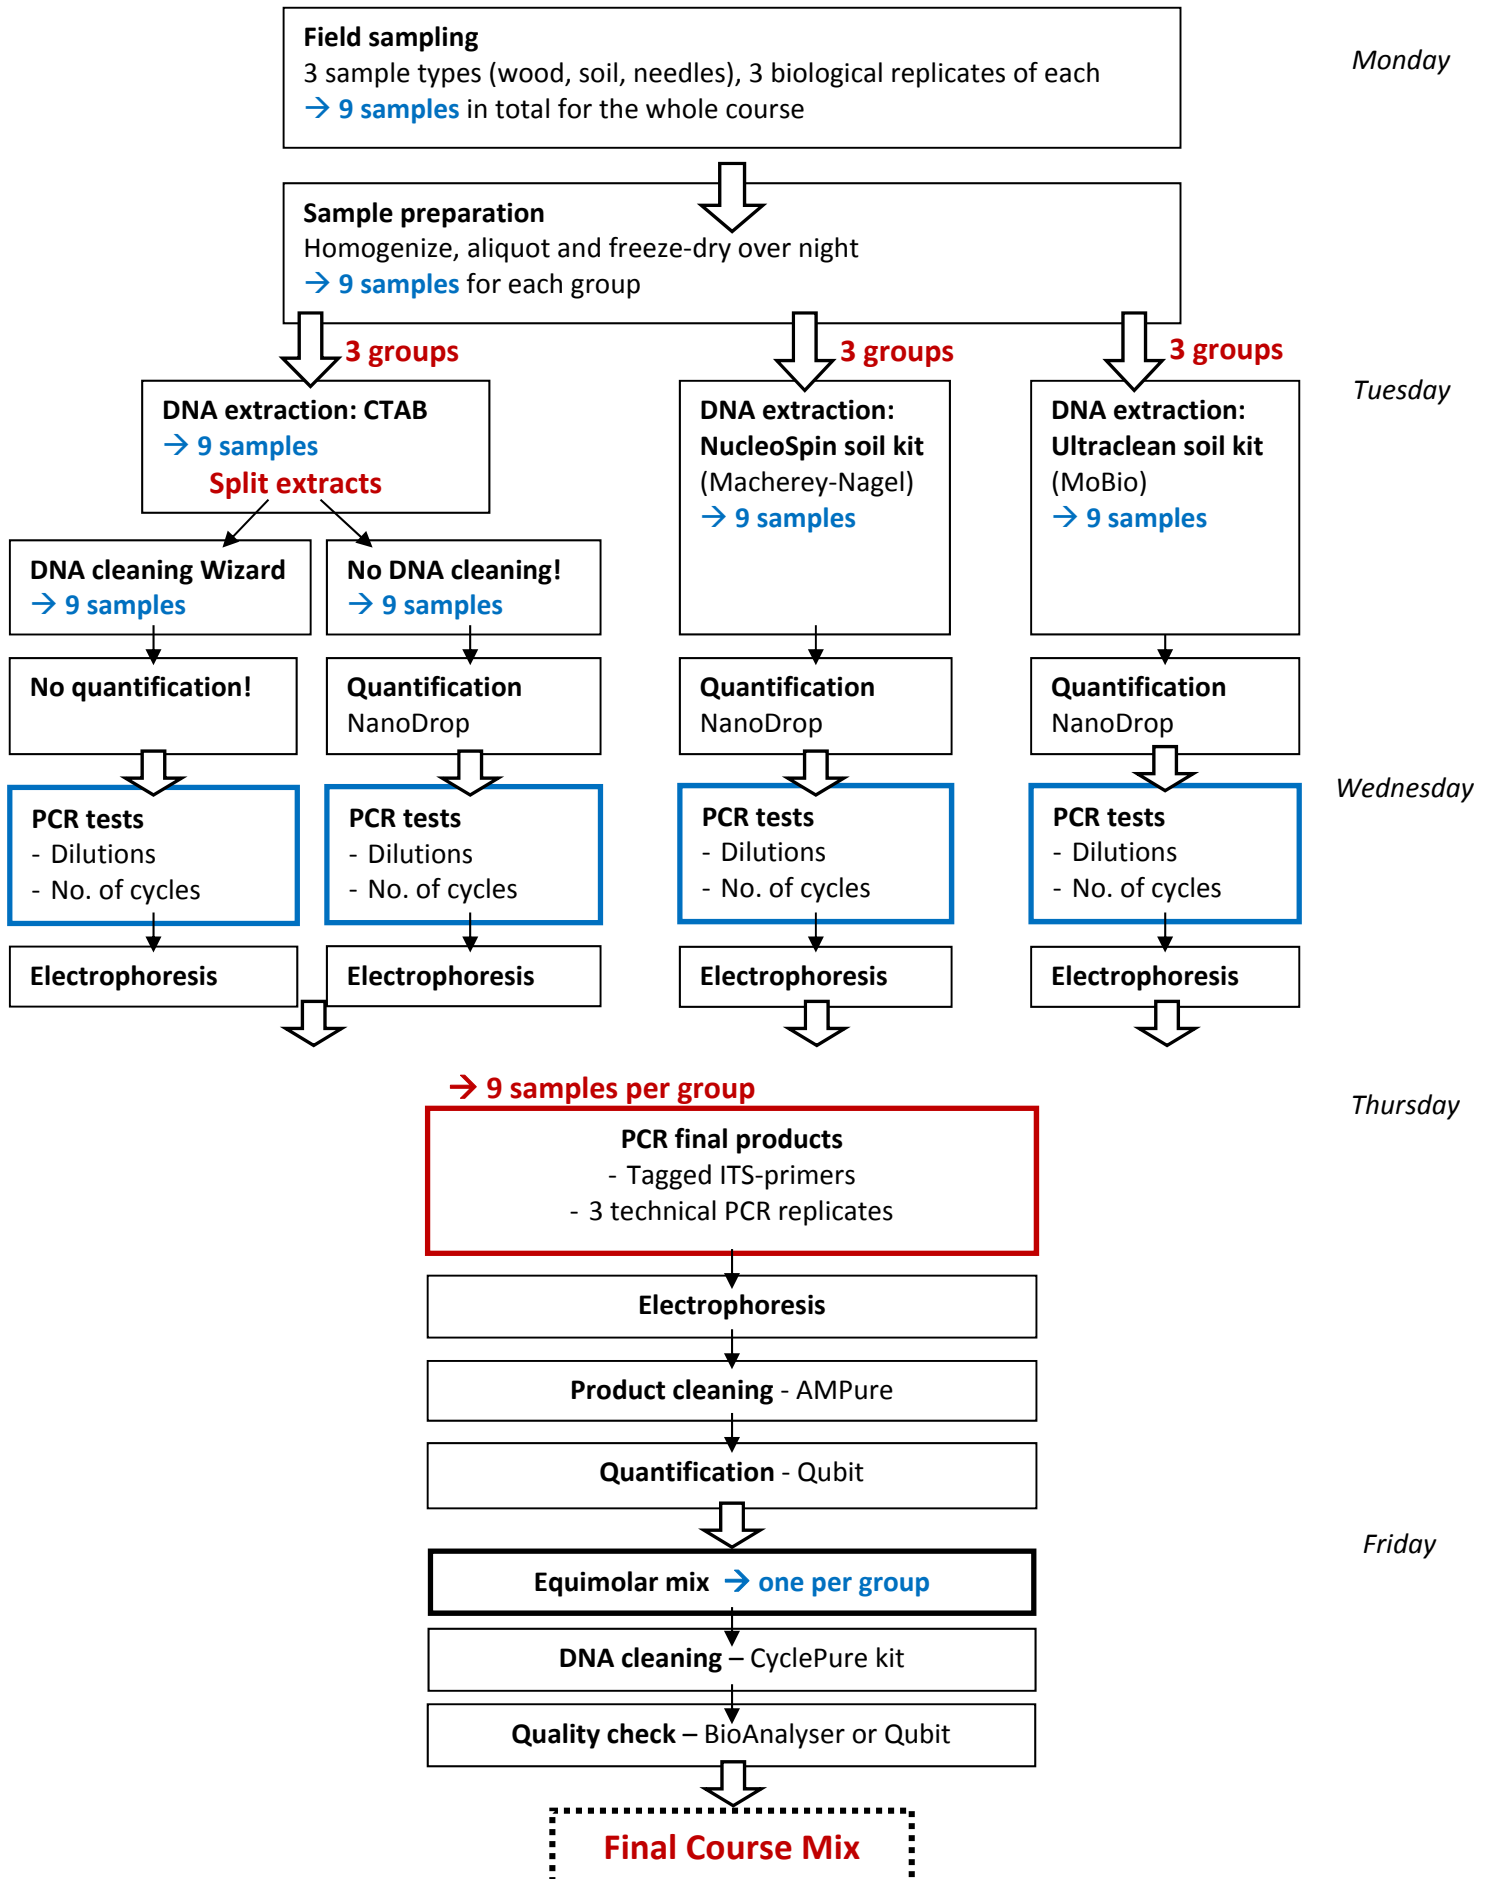 Field sampling
3 sample types (wood, soil, needles), 3 biological replicates of each
→ 9 samples in total for the whole course
Monday
Sample preparation
Homogenize, aliquot and freeze-dry over night
→ 9 samples for each group
3 groups
3 groups
3 groups
Tuesday
DNA extraction: CTAB
→ 9 samples
Split extracts
DNA extraction:
NucleoSpin soil kit
(Macherey-Nagel)
→ 9 samples
DNA extraction:
Ultraclean soil kit
(MoBio)
→ 9 samples
DNA cleaning Wizard
→ 9 samples
No DNA cleaning!
→ 9 samples
No quantification!
Quantification
NanoDrop
Quantification
NanoDrop
Quantification
NanoDrop
Wednesday
PCR tests
- Dilutions
- No. of cycles
PCR tests
- Dilutions
- No. of cycles
PCR tests
- Dilutions
- No. of cycles
PCR tests
- Dilutions
- No. of cycles
Electrophoresis
Electrophoresis
Electrophoresis
Electrophoresis
→ 9 samples per group
Thursday
PCR final products
- Tagged ITS-primers
- 3 technical PCR replicates
Electrophoresis
Product cleaning - AMPure
Quantification - Qubit
Friday
Equimolar mix → one per group
DNA cleaning – CyclePure kit
Quality check – BioAnalyser or Qubit
Final Course Mix